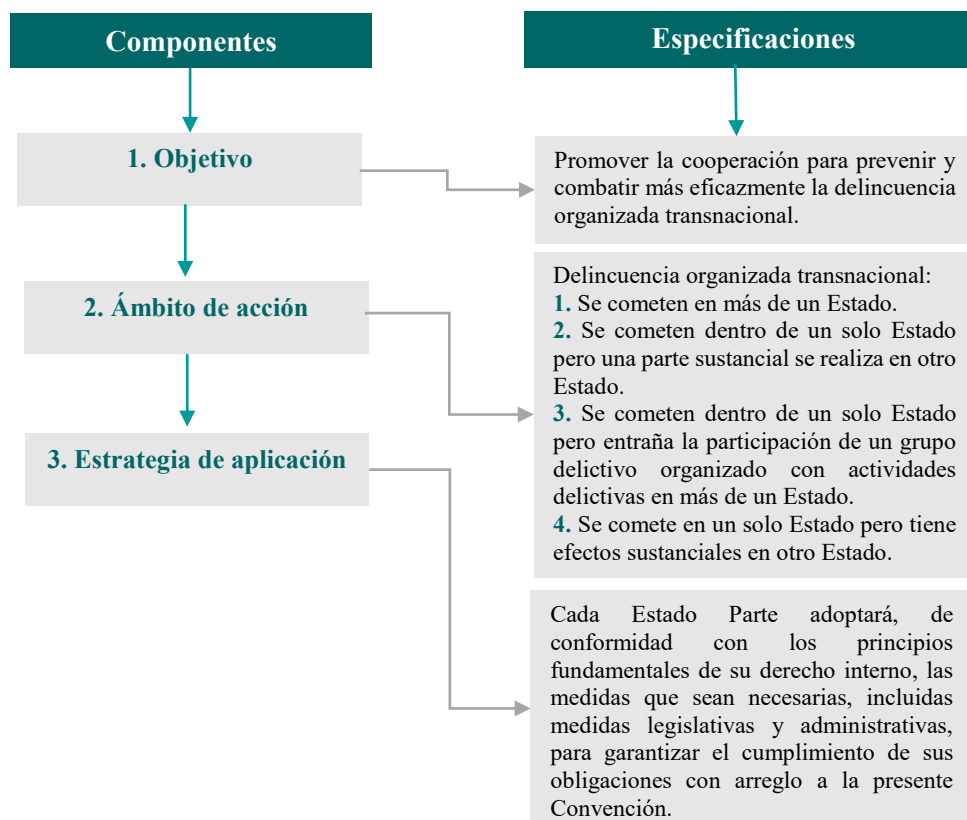 Componentes
Especificaciones
1. Objetivo
Promover la cooperación para prevenir y
combatir más eficazmente la delincuencia
organizada transnacional.
2. Ámbito de acción
Delincuencia organizada transnacional:
1. Se cometen en más de un Estado.
2. Se cometen dentro de un solo Estado
pero una parte sustancial se realiza en otro
Estado.
3. Se cometen dentro de un solo Estado
pero entraña la participación de un grupo
delictivo organizado con actividades
delictivas en más de un Estado.
4. Se comete en un solo Estado pero tiene
efectos sustanciales en otro Estado.
3. Estrategia de aplicación
Cada Estado Parte adoptará, de
conformidad con los principios
fundamentales de su derecho interno, las
medidas que sean necesarias, incluidas
medidas legislativas y administrativas,
para garantizar el cumplimiento de sus
obligaciones con arreglo a la presente
Convención.